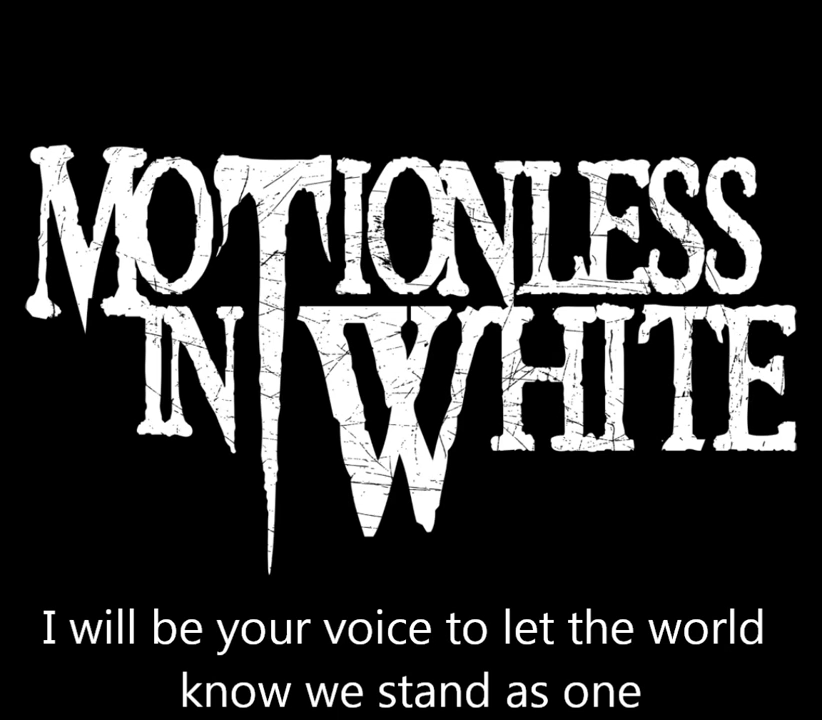 MOTIONLESS
IN WHITE
I will be your voice to let the world
know we stand as one